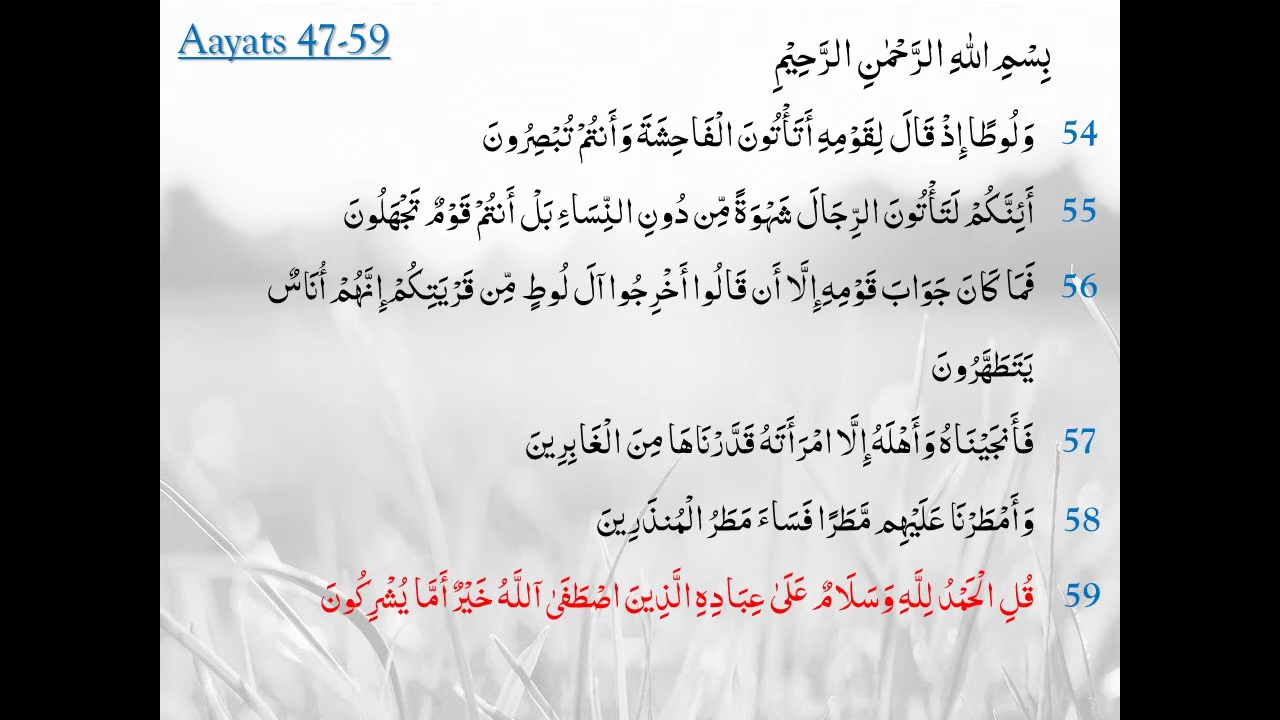 Aayats 47-59
بِسْمِ اللهِ الرَّحْمٰنِ الرَّحِيْمِ
54 وَلُوطًا إِذْ قَالَ لِقَوْمِهِ أَتَأْتُونَ الْفَاحِشَةَ وَأَنتُمْ تُبْصِرُونَ
55 أَئِنَّكُمْ لَتَأْتُونَ الرِّجَالَ شَهْوَةً مِّن دُونِ النِّسَاءِ بَلْ أَنتُمْ قَوْمٌ تَجْهَلُونَ
56 فَمَا كَانَ جَوَابَ قَوْمِهِ إِلَّا أَن قَالُوا أَخْرِجُوا آلَ لُوطٍ مِّن قَرْيَتِكُمْ إِنَّهُمْ أُنَاسٌ
يَتَطَهَّرُونَ
57 فَأَنجَيْنَاهُ وَأَهْلَهُ إِلَّا امْرَأَتَهُ قَدَّرْنَاهَا مِنَ الْغَابِرِينَ
58 وَأَمْطَرْنَا عَلَيْهِم مَّطَرًا فَسَاءَ مَطَرُ الْمُنذَرِينَ
59 قُلِ الْحَمْدُ لِلَّهِ وَسَلَامٌ عَلَىٰ عِبَادِهِ الَّذِينَ اصْطَفَىٰ آللَّهُ خَيْرٌ أَمَّا يُشْرِكُونَ